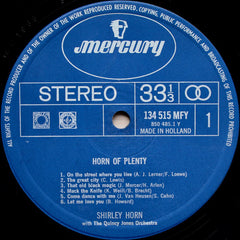 ALL RIGHTS OF THE PRODUCER AND OF THE OWNER OF THE WORK REPRODUCED RESERVED. COPYING, PUBLIC PERFORMANCE AND BROADCASTING OF THIS RECORD PROHIBITED
mercury
STEREO 33 1/3
134 515 MFY
850 485.1 Y
MADE IN HOLLAND
1
HORN OF PLENTY
1. On the street where you live (A. J. Lerner/F. Loewe)
2. The great city (C. Lewis)
3. That old black magic (J. Mercer/H. Arlen)
4. Mack the Knife (K. Weill/B. Brecht)
5. Come dance with me (J. Van Heusen/S. Cahn)
6. Let me love you (B. Howard)
SHIRLEY HORN
with The Quincy Jones Orchestra